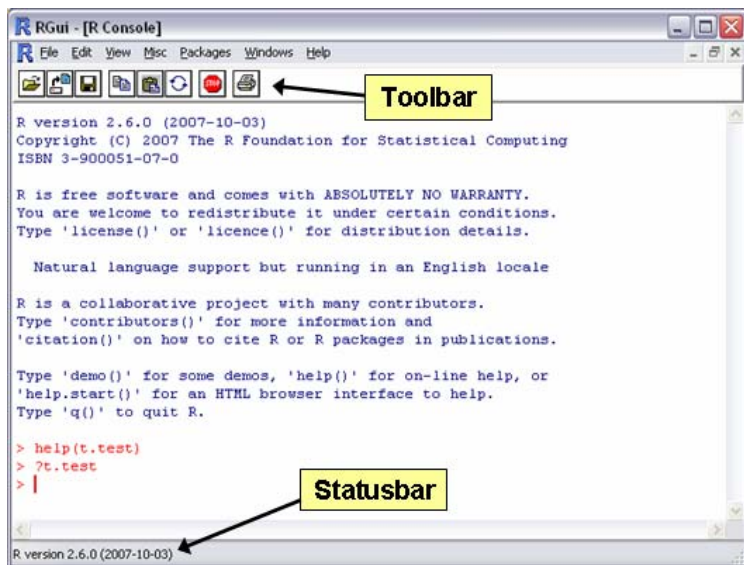 RGui - [R Console]
File Edit View Misc Packages Windows Help
STOP
Toolbar
R version 2.6.0 (2007-10-03)
Copyright (C) 2007 The R Foundation for Statistical Computing
ISBN 3-900051-07-0
R is free software and comes with ABSOLUTELY NO WARRANTY.
You are welcome to redistribute it under certain conditions.
Type 'license()' or 'licence()' for distribution details.
Natural language support but running in an English locale
R is a collaborative project with many contributors.
Type 'contributors()' for more information and
'citation()' on how to cite R or R packages in publications.
Type 'demo()' for some demos, 'help()' for on-line help, or
'help.start()' for an HTML browser interface to help.
Type 'q()' to quit R.
> help(t.test)
> ?t.test
>
Statusbar
R version 2.6.0 (2007-10-03)